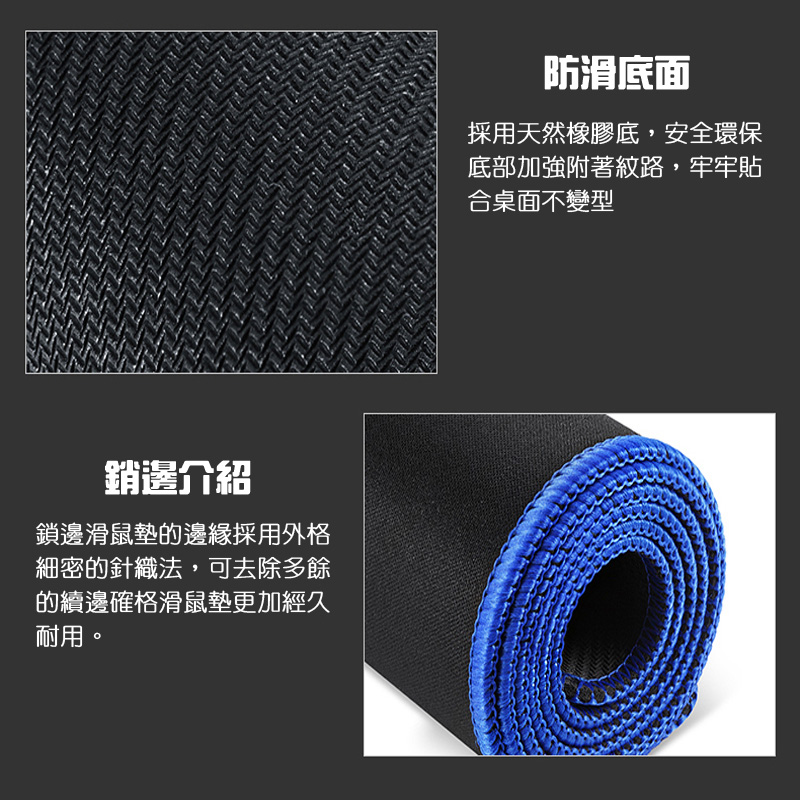 防滑底面
採用天然橡膠底，安全環保
底部加強附著紋路，牢牢貼
合桌面不變型
銷邊介紹
鎖邊滑鼠墊的邊緣採用外格
細密的針織法，可去除多餘
的續邊確格滑鼠墊更加經久
耐用。